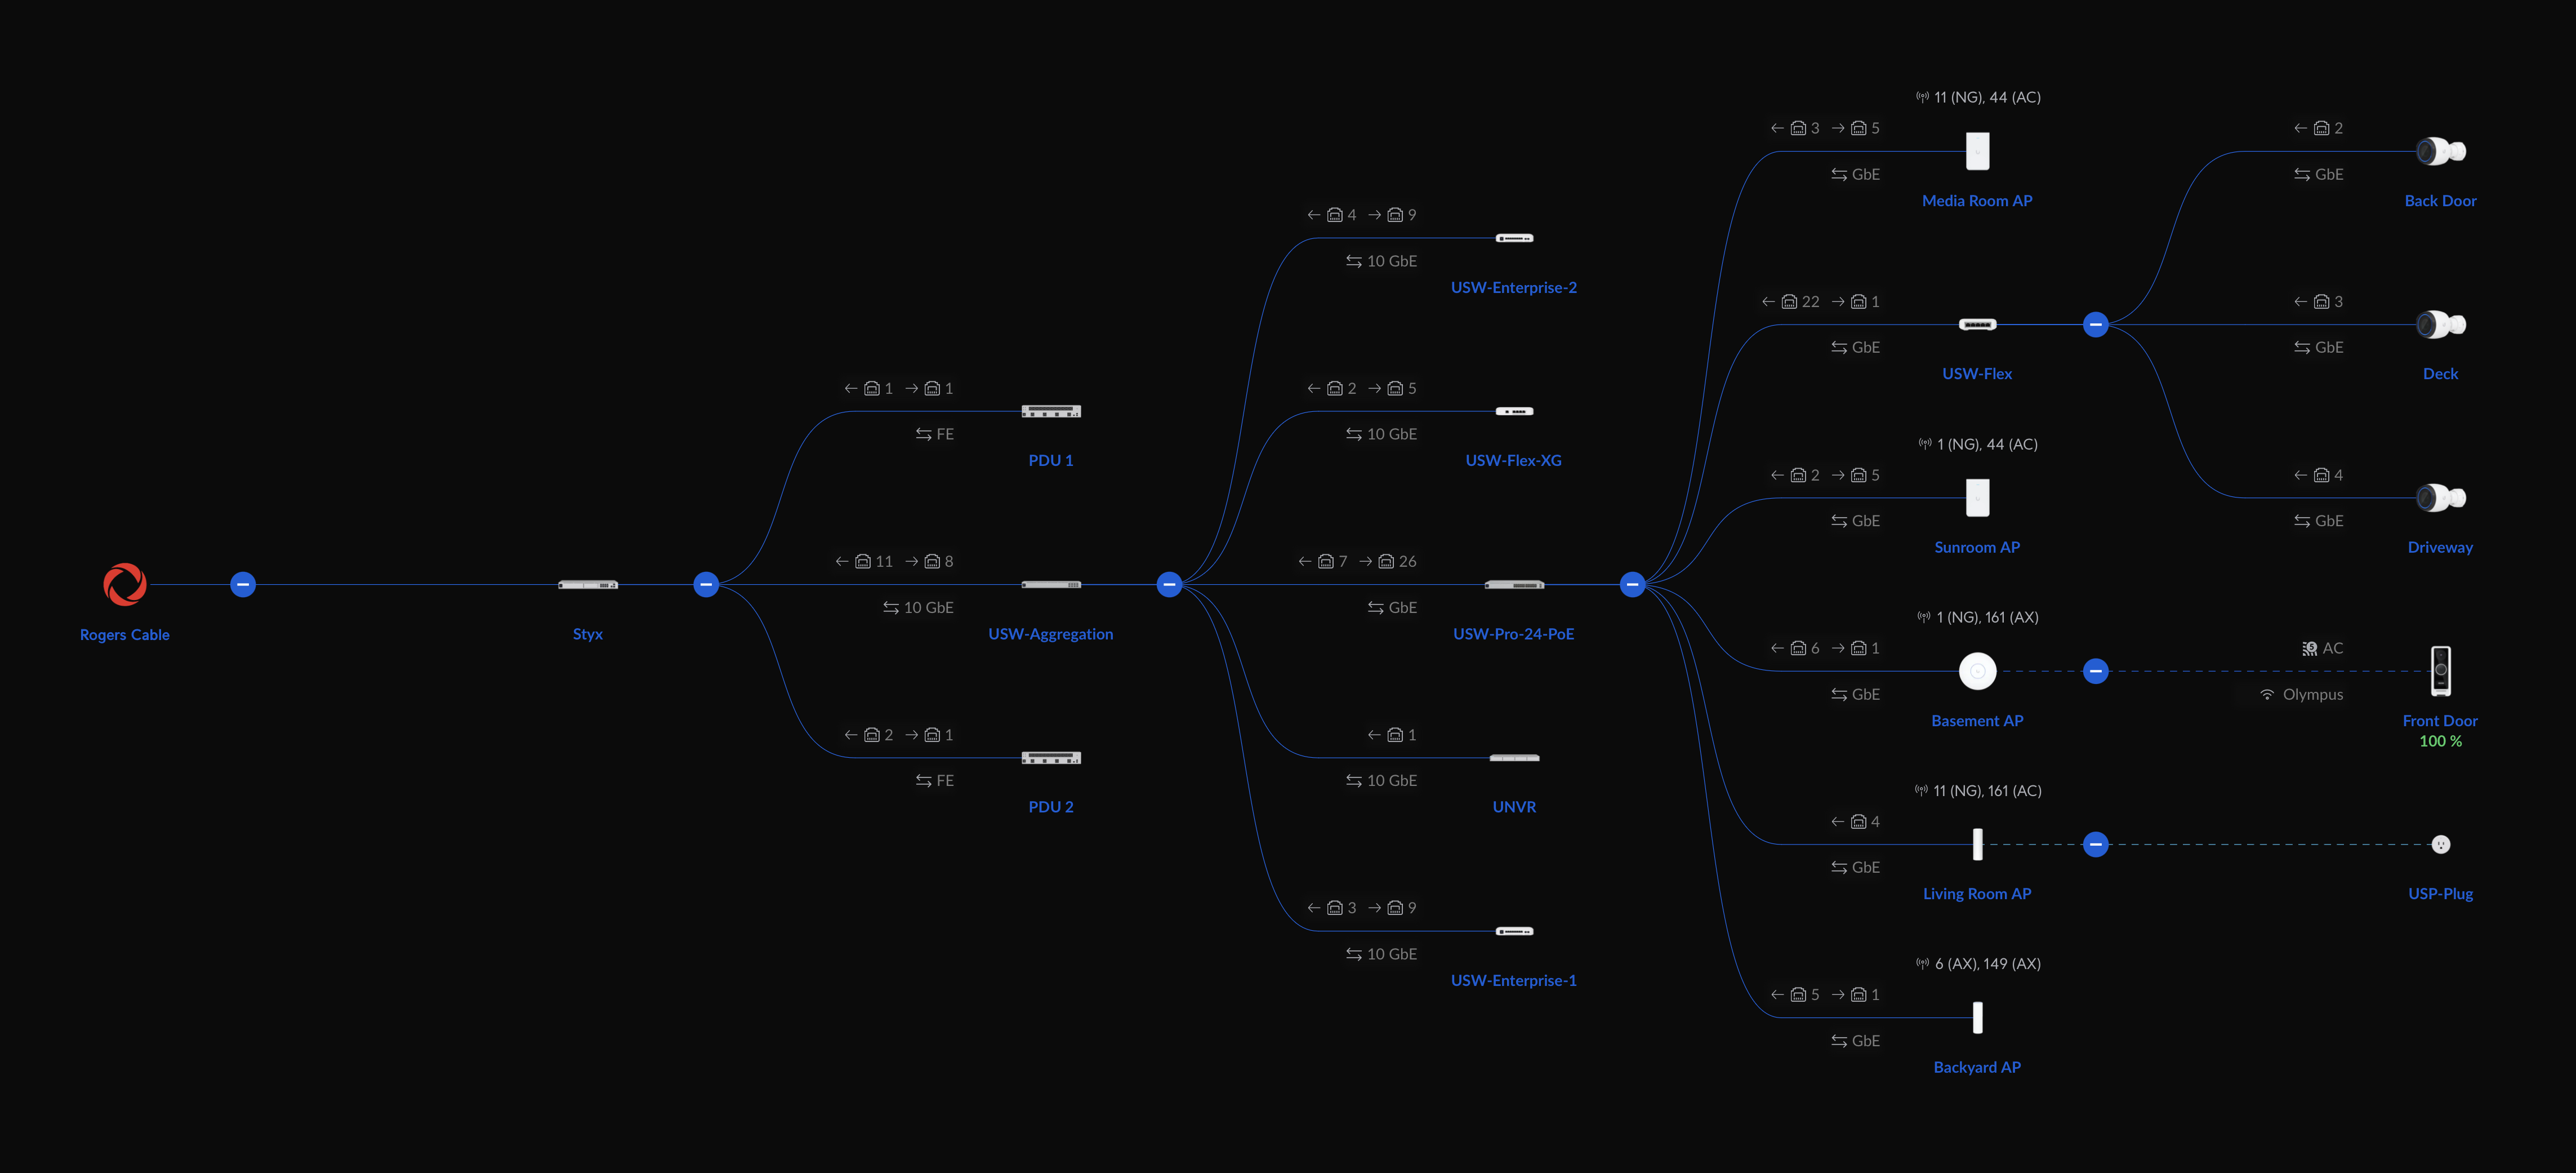 11 (NG), 44 (AC)
← 3 → 5
GbE
Media Room AP
← 2
GbE
Back Door
← 4 → 9
10 GbE
USW-Enterprise-2
← 22 → 1
GbE
USW-Flex
← 3
GbE
Deck
← 1 → 1
FE
PDU 1
← 2 → 5
10 GbE
USW-Flex-XG
1 (NG), 44 (AC)
← 2 → 5
GbE
Sunroom AP
← 4
GbE
Driveway
Rogers Cable
Styx
← 11 → 8
10 GbE
USW-Aggregation
← 7 → 26
GbE
USW-Pro-24-PoE
1 (NG), 161 (AX)
← 6 → 1
GbE
Basement AP
AC
Olympus
Front Door
100 %
← 2 → 1
FE
PDU 2
← 1
10 GbE
UNVR
11 (NG), 161 (AC)
← 4
GbE
Living Room AP
USP-Plug
← 3 → 9
10 GbE
USW-Enterprise-1
6 (AX), 149 (AX)
← 5 → 1
GbE
Backyard AP